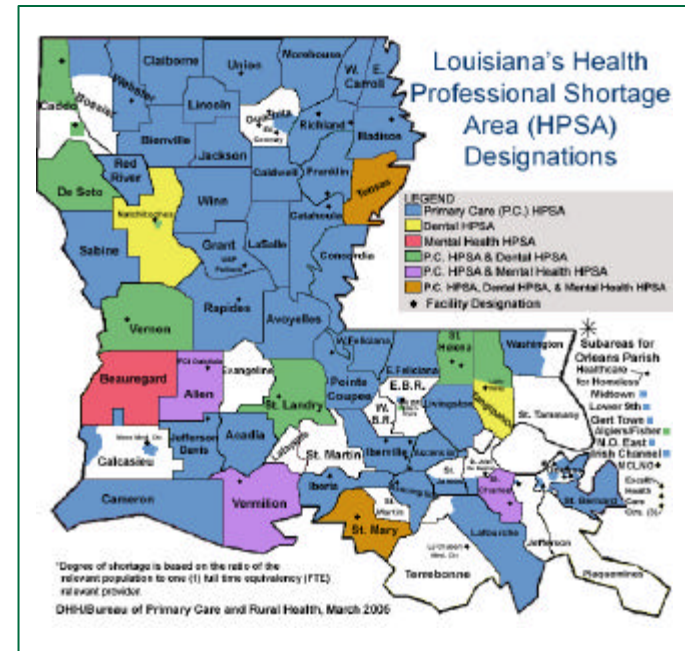 Louisiana's Health
Professional Shortage
Area (HPSA)
Designations
LEGEND
Primary Care (P.C.) HPSA
Dental HPSA
Mental Health HPSA
P.C. HPSA & Dental HPSA
P.C. HPSA & Mental Health HPSA
P.C. HPSA, Dental HPSA, & Mental Health HPSA
Facility Designation
Claiborne
Union
Morehouse
W. Carroll
E. Carroll
Caddo
Bossier
Webster
Lincoln
Ouachita
Richland
Madison
Bienville
Jackson
Red River
De Soto
Caldwell
Franklin
Tensas
Natchitoches
Winn
Sabine
Grant
LaSalle
Catahoula
Concordia
Vernon
Rapides
Avoyelles
W. Feliciana
E. Feliciana
St. Helena
Washington
Beauregard
Allen
Evangeline
St. Landry
Pointe Coupee
W. B.R.
E.B.R.
Livingston
Tangipahoa
St. Tammany
Calcasieu
Jefferson Davis
Acadia
Lafayette
St. Martin
Iberville
Ascension
Cameron
Vermilion
Iberia
St. Martin
St. Mary
St. Charles
Lafourche
Terrebonne
Jefferson
St. Bernard
Plaquemines
Subareas for
Orleans Parish
Healthcare
for Homeless
Midtown
Lower 9th
Gert Town
Algiers/Fisher
N.O. East
Irish Channel
MCLNO
Health
Care
*Degree of shortage is based on the ratio of the
relevant population to one (1) full time equivalency (FTE)
relevant provider.
DHH/Bureau of Primary Care and Rural Health, March 2005